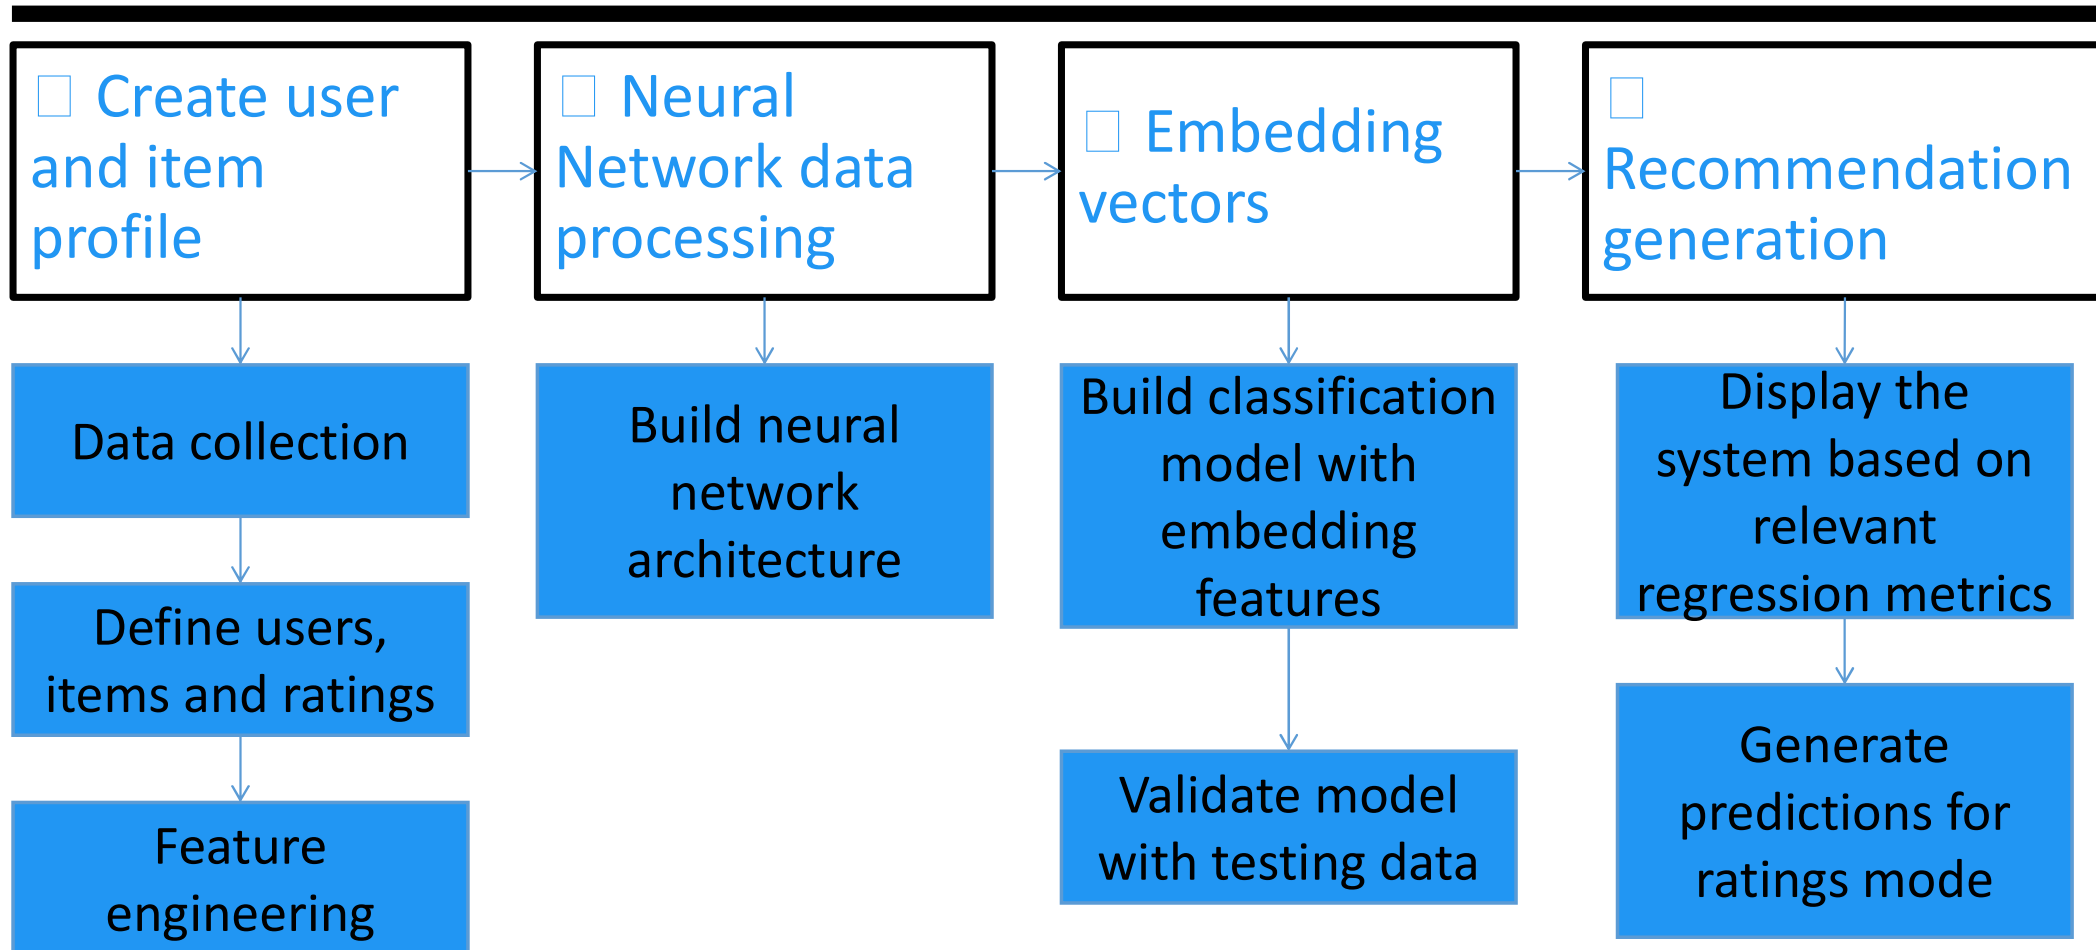 Create user
and item
profile
Neural
Network data
processing
Embedding
vectors
Recommendation
generation
Data collection
Define users,
items and ratings
Feature
engineering
Build neural
network
architecture
Build classification
model with
embedding
features
Validate model
with testing data
Display the
system based on
relevant
regression metrics
Generate
predictions for
ratings mode